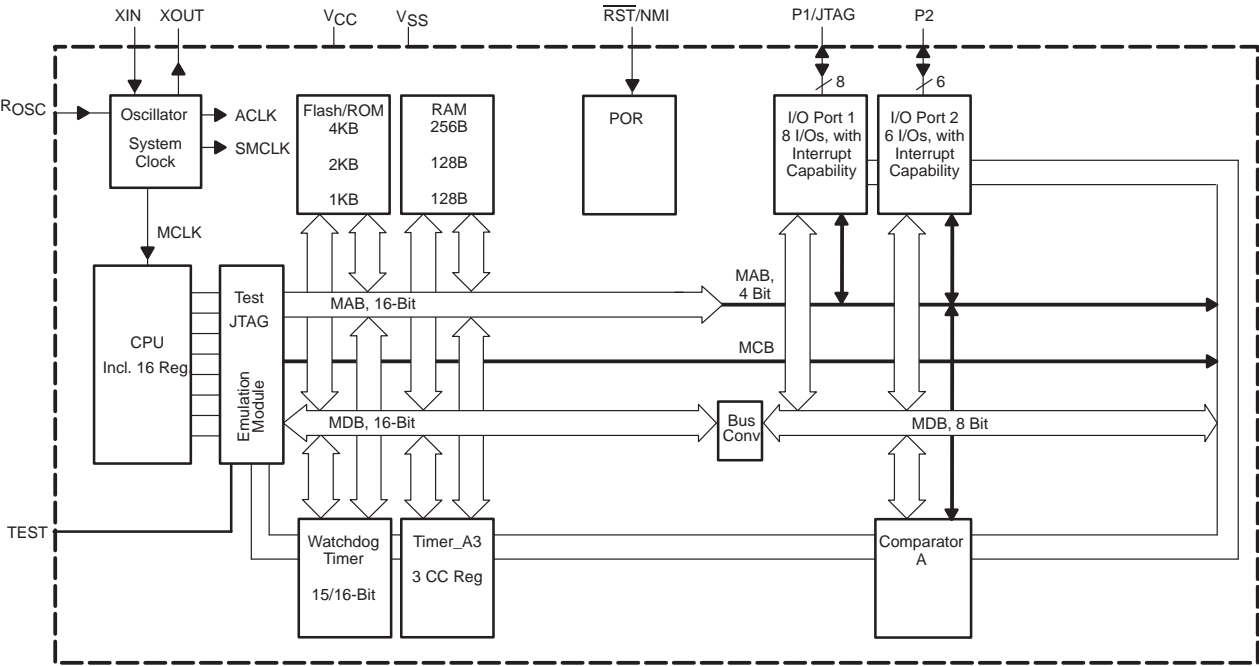 XIN XOUT VCC VSS RST/NMI P1/JTAG P2
8 6
ROSC
Oscillator
System
Clock
ACLK
SMCLK
Flash/ROM
4KB
2KB
1KB
RAM
256B
128B
128B
POR
I/O Port 1
8 I/Os, with
Interrupt
Capability
I/O Port 2
6 I/Os, with
Interrupt
Capability
MCLK
CPU
Incl. 16 Reg.
Test
JTAG
Emulation
Module
MAB, 16-Bit
MAB,
4 Bit
MCB
MDB, 16-Bit
Bus
Conv
MDB, 8 Bit
TEST
Watchdog
Timer
15/16-Bit
Timer_A3
3 CC Reg
Comparator
A